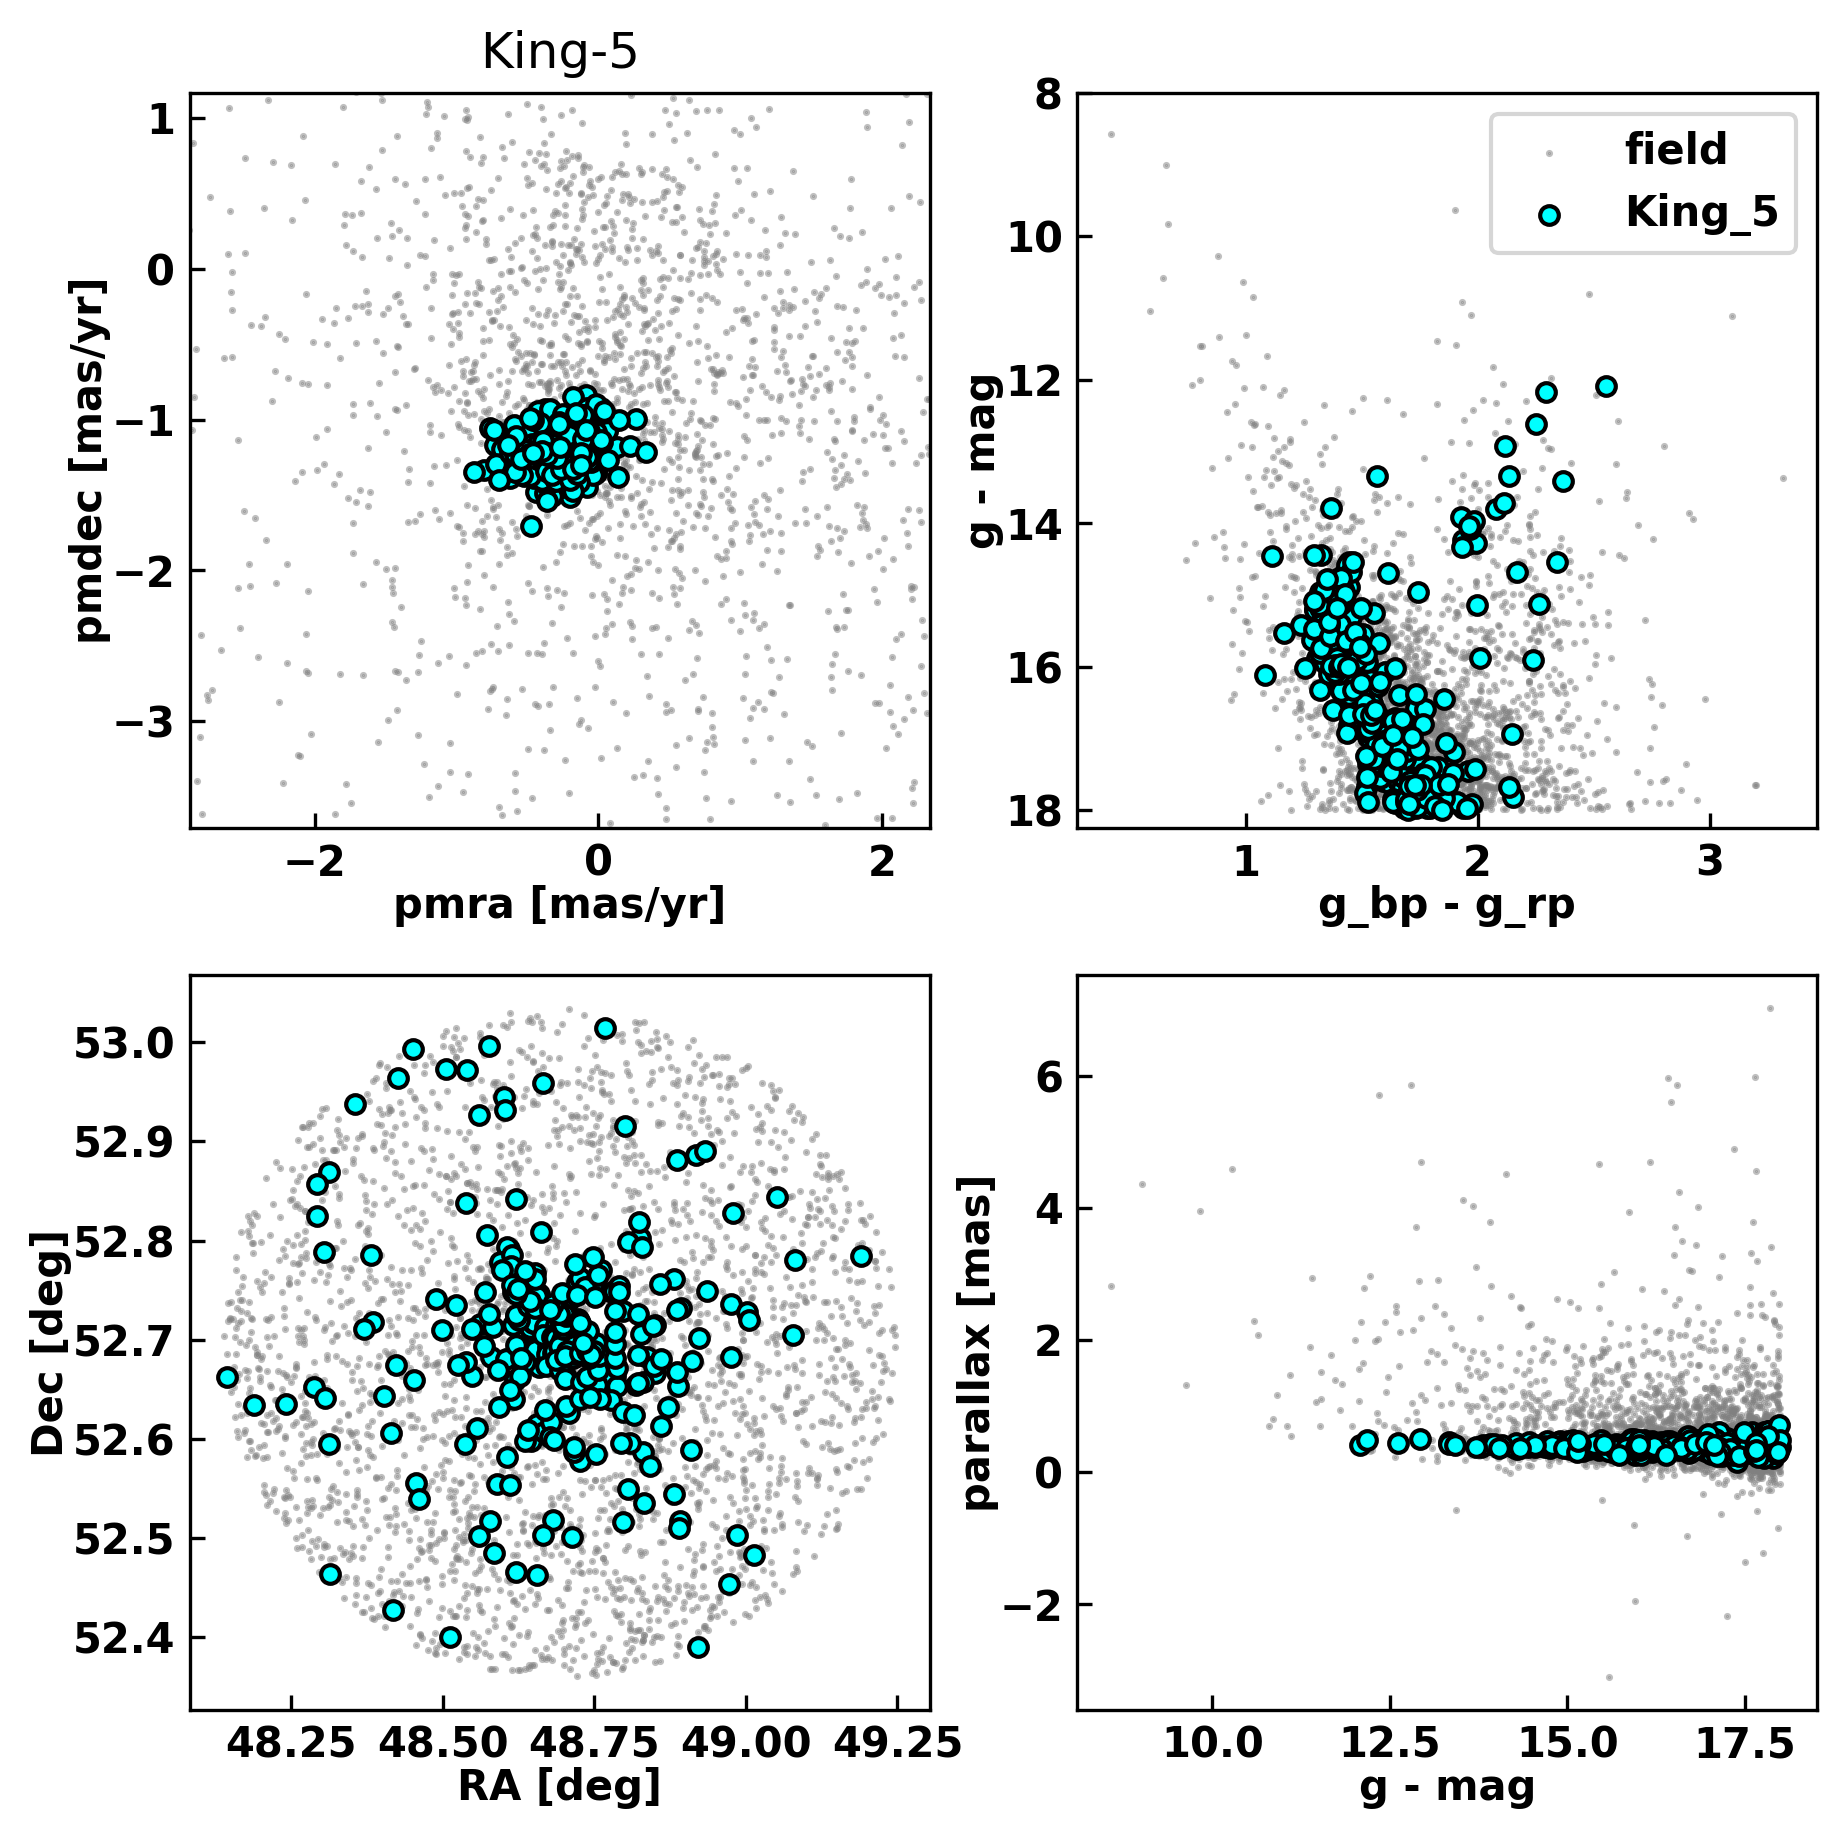 King-5
1
0
−1
−2
−3
pmdec [mas/yr]
−2 0 2
pmra [mas/yr]
8
10
12
14
16
18
g - mag
field
King_5
1 2 3
g_bp - g_rp
53.0
52.9
52.8
52.7
52.6
52.5
52.4
Dec [deg]
48.25 48.50 48.75 49.00 49.25
RA [deg]
6
4
2
0
−2
parallax [mas]
10.0 12.5 15.0 17.5
g - mag